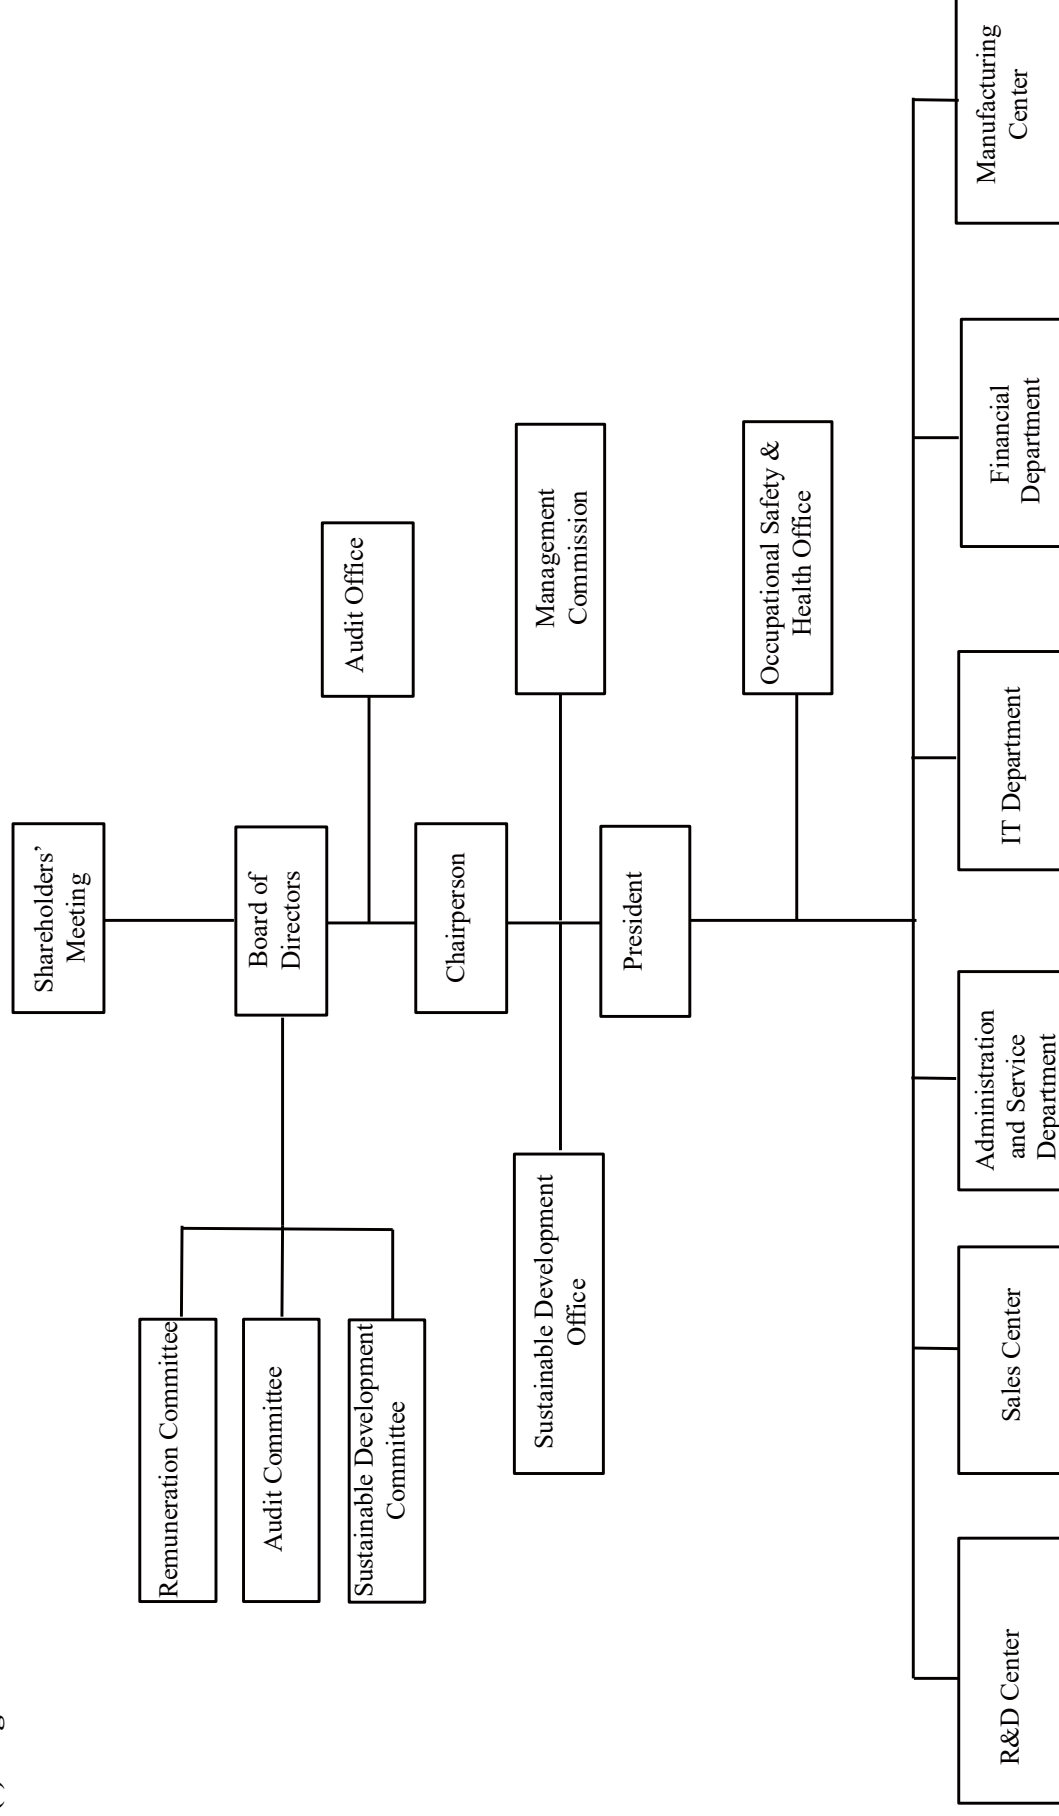 Shareholders’
Meeting
Remuneration Committee
Audit Committee
Sustainable Development
Committee
Board of
Directors
Audit Office
Chairperson
Sustainable Development
Office
Management
Commission
President
Occupational Safety &
Health Office
R&D Center
Sales Center
Administration
and Service
Department
IT Department
Financial
Department
Manufacturing
Center